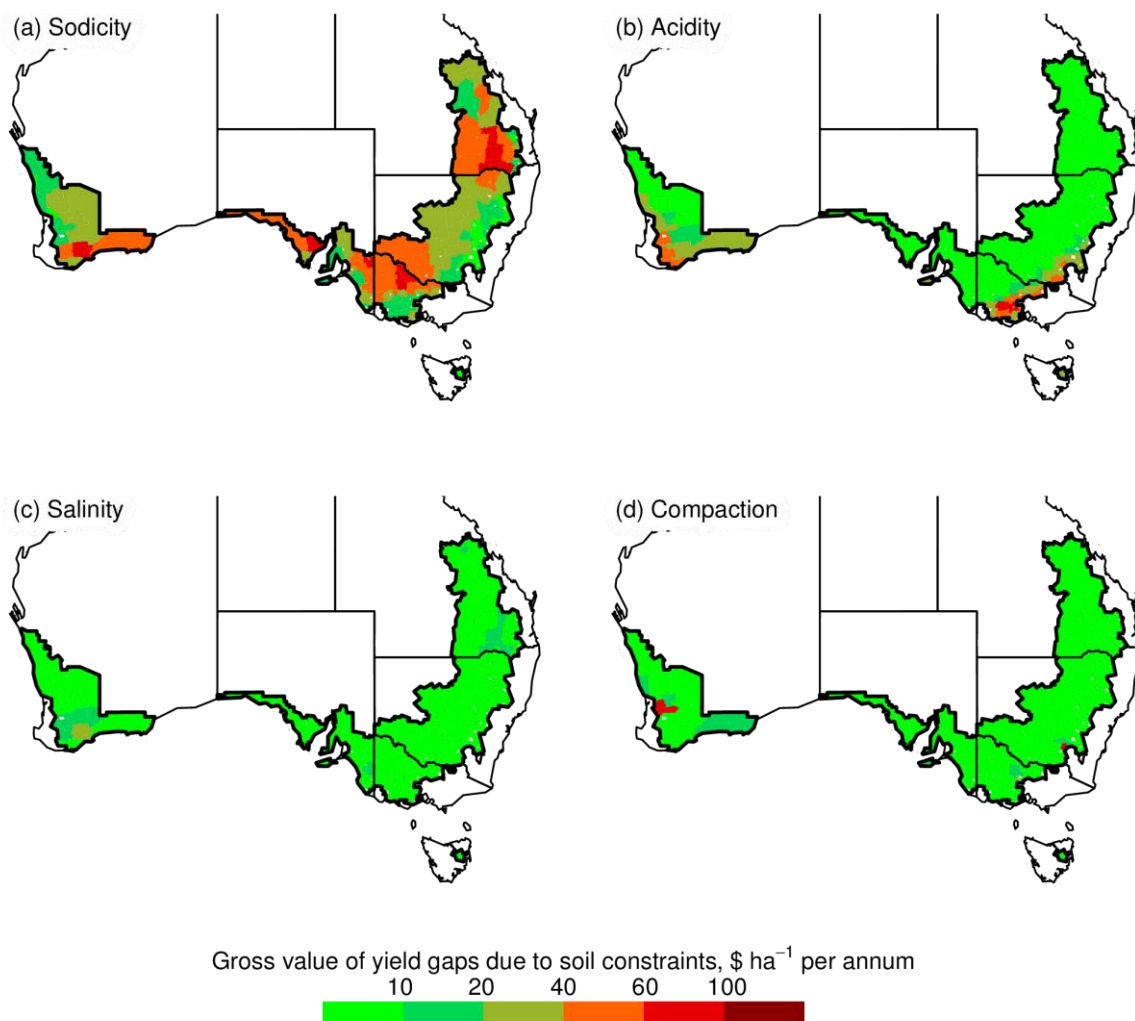 (a) Sodicity
(b) Acidity
(c) Salinity
(d) Compaction
Gross value of yield gaps due to soil constraints, $ ha⁻¹ per annum
10 20 40 60 100